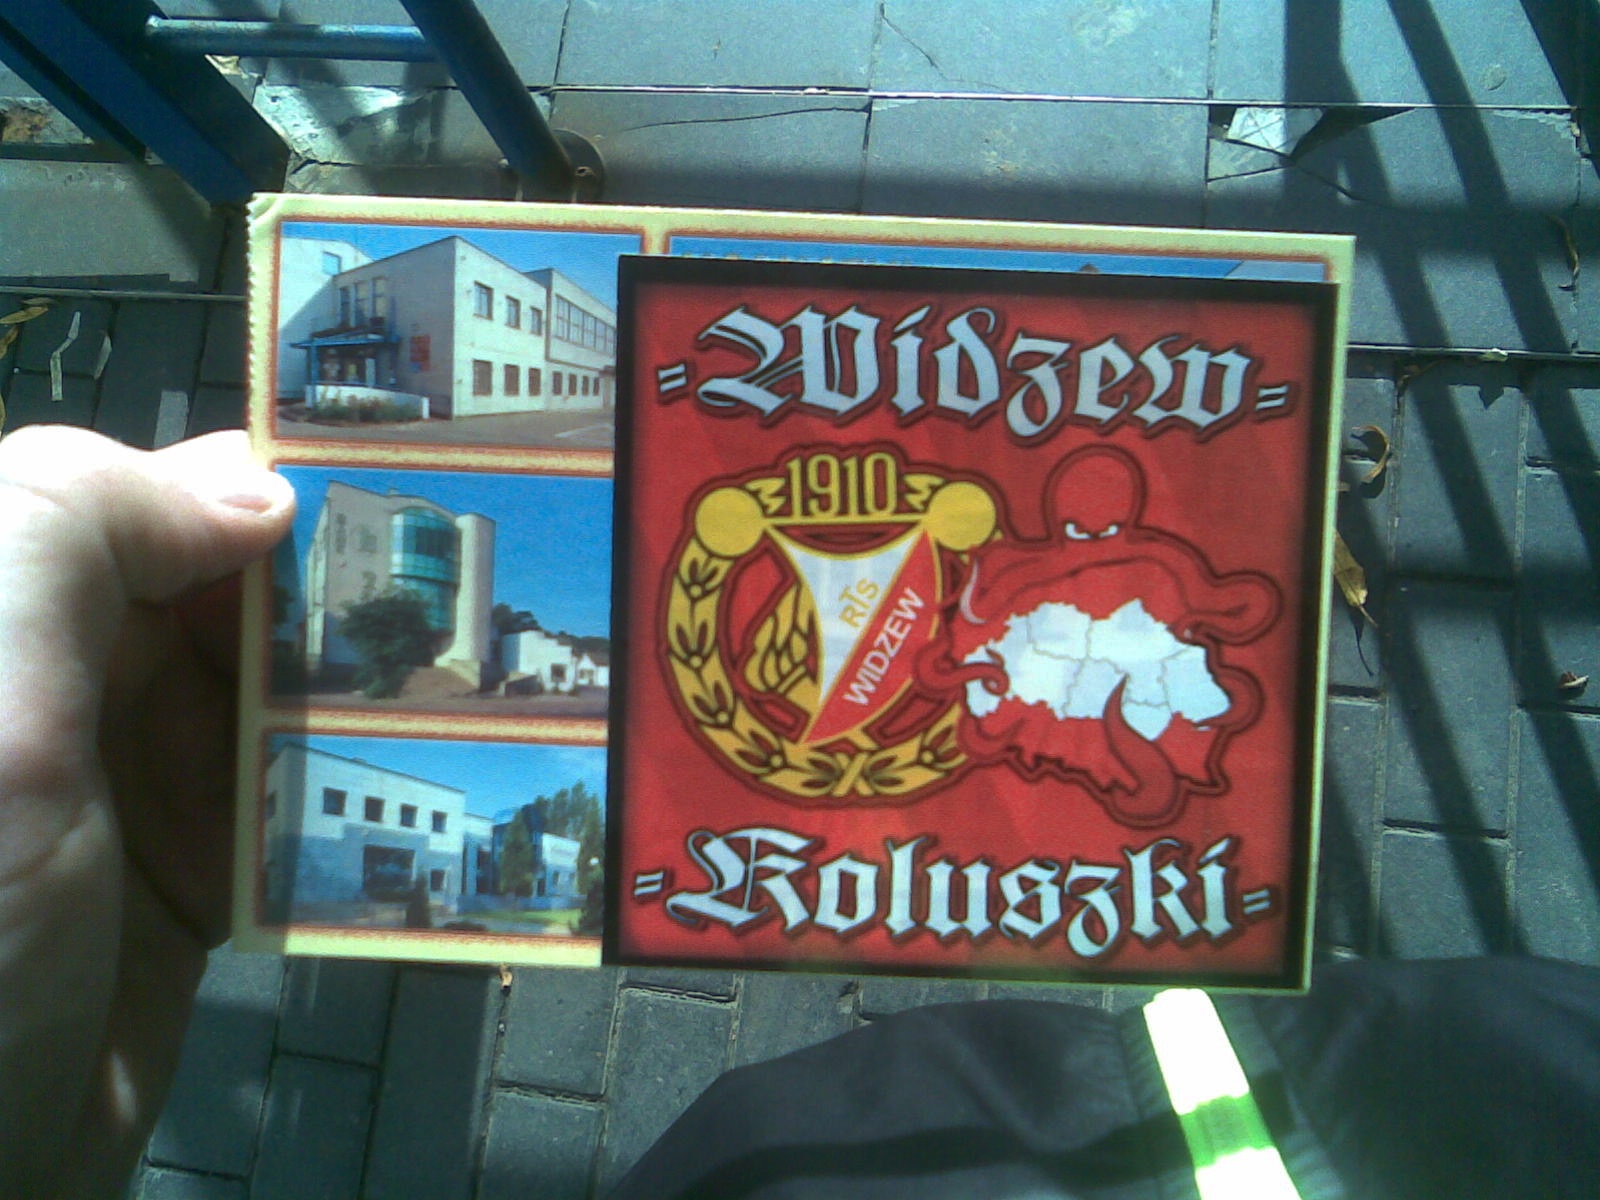 "Widzew"
1910
RTS
WIDZEW
"Koluszki"